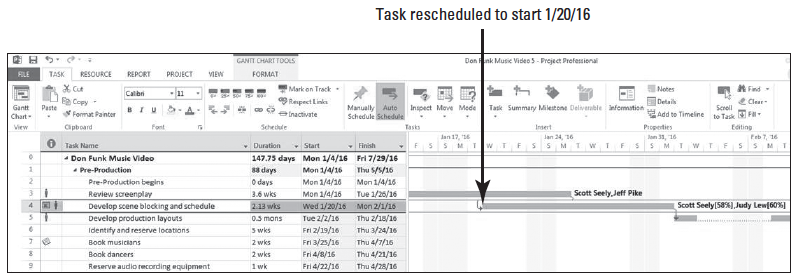 Task rescheduled to start 1/20/16
GANTT CHART TOOLS
Don Funk Music Video 5 - Project Professional
FILE TASK RESOURCE REPORT PROJECT VIEW FORMAT
Gantt Chart
View
Paste
Cut
Copy
Format Painter
Clipboard
Calibri 11
B I U A
Font
Mark on Track
Respect Links
Inactivate
Schedule
Manually Schedule
Auto Schedule
Inspect Move Mode
Tasks
Task Summary Milestone Deliverable
Insert
Information
Notes
Details
Add to Timeline
Properties
Scroll to Task
Find
Clear
Fill
Editing
Task Name Duration Start Finish
Jan 17, '16 Jan 24, '16 Jan 31, '16 Feb 7, '16
F S S M T W T F S S M T W T F S S M T W T F S S M T
0 Don Funk Music Video 147.75 days Mon 1/4/16 Fri 7/29/16
1 Pre-Production 88 days Mon 1/4/16 Thu 5/5/16
2 Pre-Production begins 0 days Mon 1/4/16 Mon 1/4/16
3 Review screenplay 3.6 wks Mon 1/4/16 Tue 1/26/16
Scott Seely,Jeff Pike
4 Develop scene blocking and schedule 2.13 wks Wed 1/20/16 Mon 2/1/16
Scott Seely[58%],Judy Lew[60%]
5 Develop production layouts 0.5 mons Tue 2/2/16 Thu 2/18/16
6 Identify and reserve locations 5 wks Fri 2/19/16 Thu 3/24/16
7 Book musicians 2 wks Fri 3/25/16 Thu 4/7/16
8 Book dancers 2 wks Fri 4/8/16 Thu 4/21/16
9 Reserve audio recording equipment 1 wk Fri 4/22/16 Thu 4/28/16